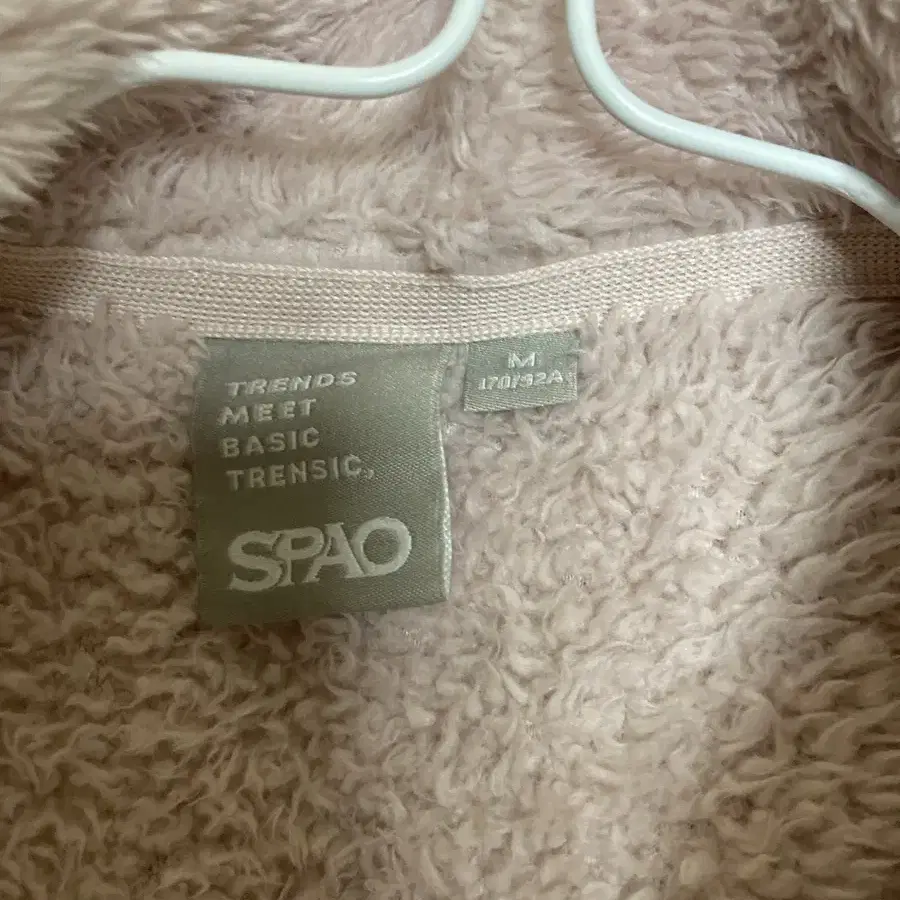 TRENDS
MEET
BASIC
TRENSIC,
SPAO
M
170/92A